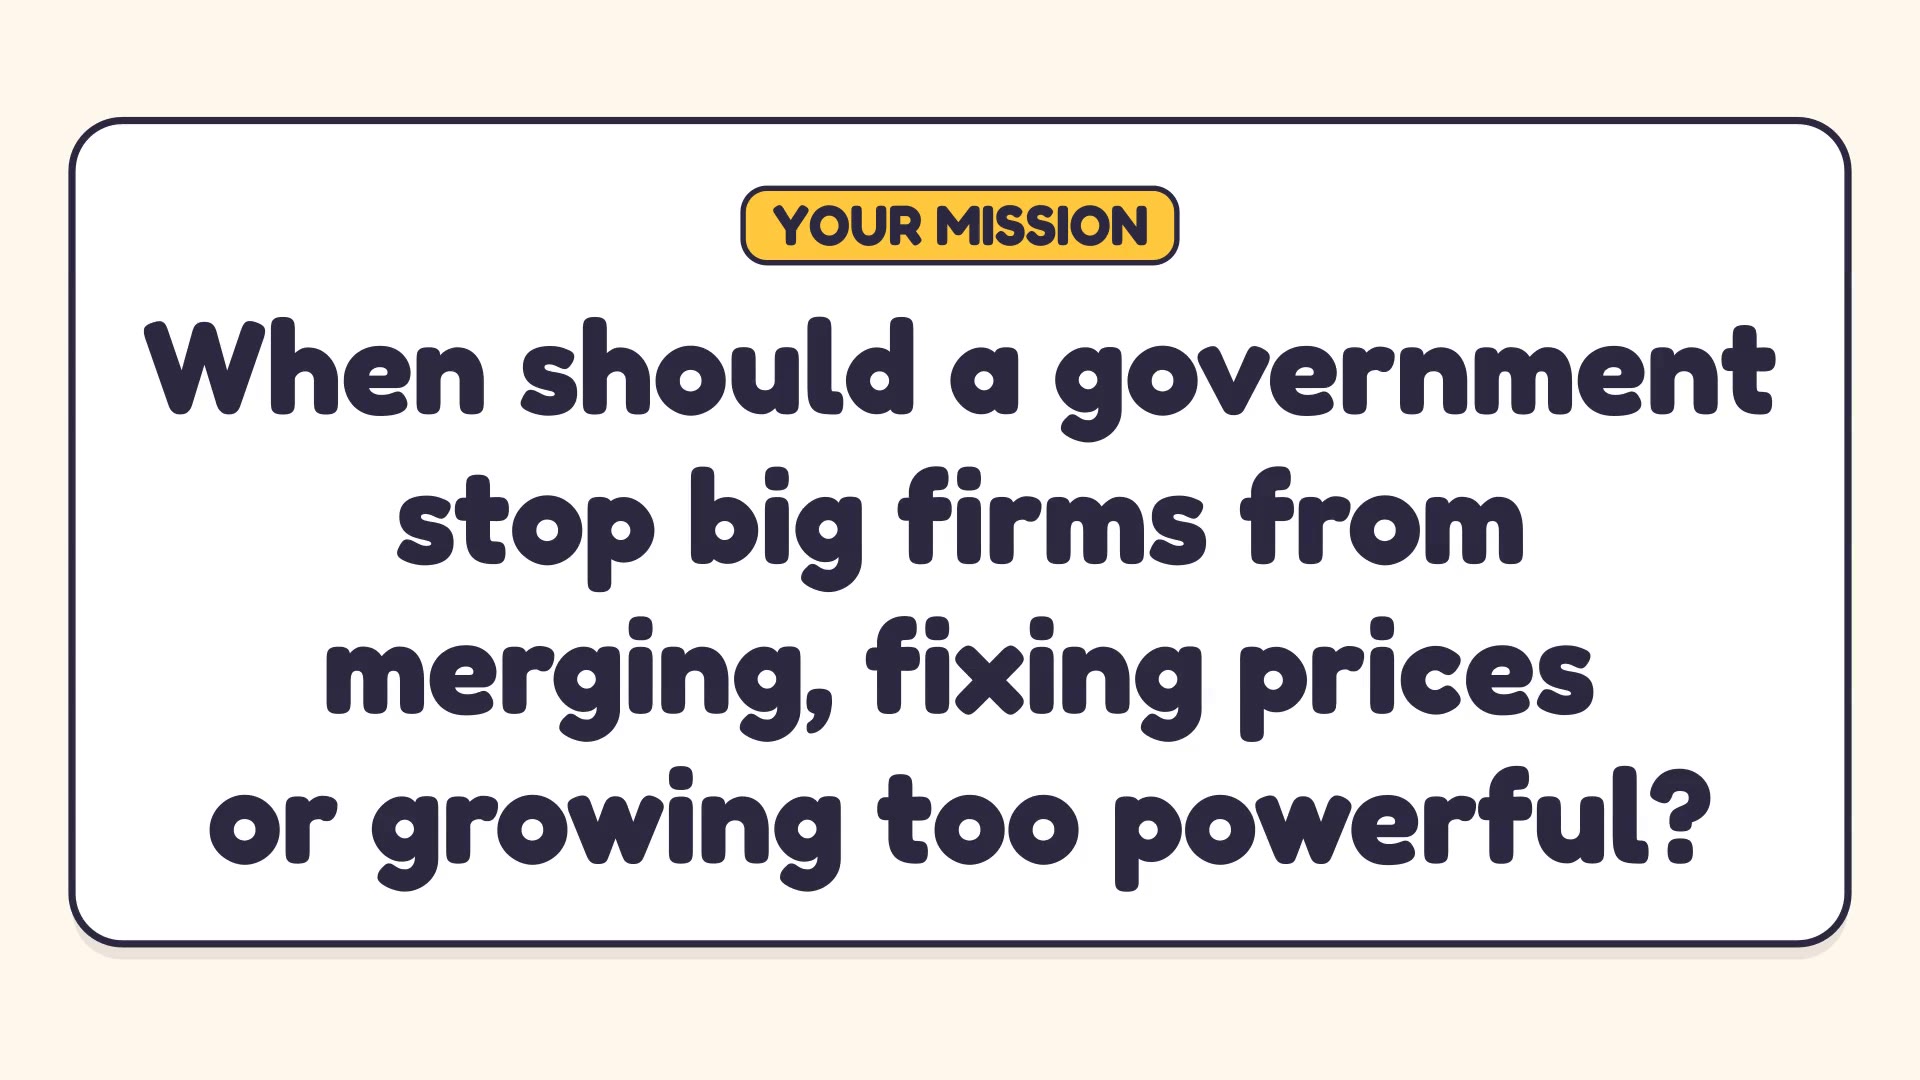 YOUR MISSION
When should a government
stop big firms from
merging, fixing prices
or growing too powerful?